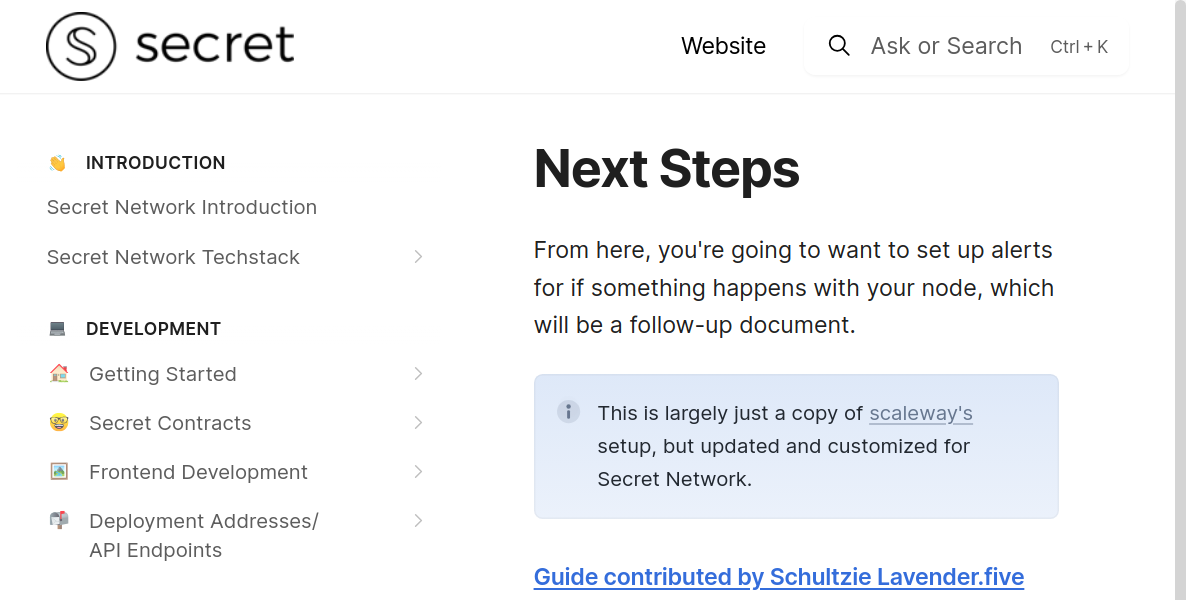 secret
Website
Ask or Search
Ctrl + K
INTRODUCTION
Secret Network Introduction
Secret Network Techstack
DEVELOPMENT
Getting Started
Secret Contracts
Frontend Development
Deployment Addresses/
API Endpoints
Next Steps
From here, you're going to want to set up alerts
for if something happens with your node, which
will be a follow-up document.
This is largely just a copy of scaleway's
setup, but updated and customized for
Secret Network.
Guide contributed by Schultzie Lavender.five